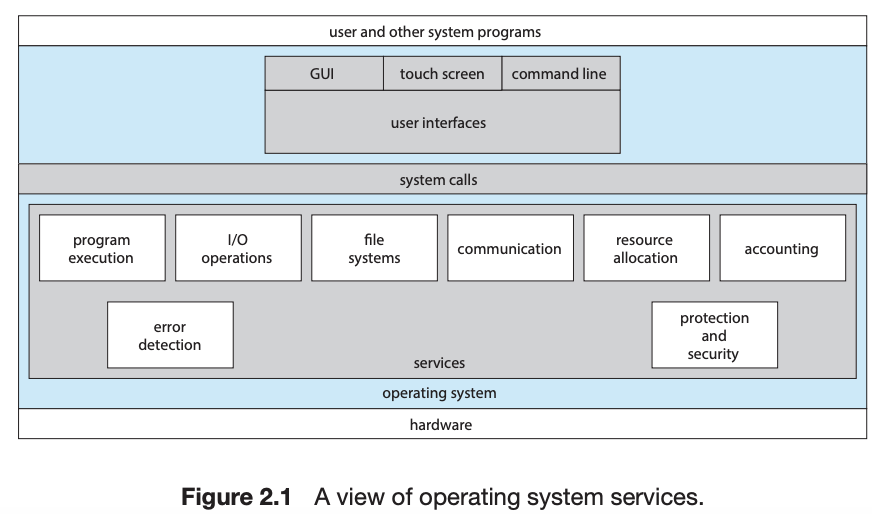 user and other system programs
GUI
touch screen
command line
user interfaces
system calls
program
execution
I/O
operations
file
systems
communication
resource
allocation
accounting
error
detection
protection
and
security
services
operating system
hardware
Figure 2.1 A view of operating system services.